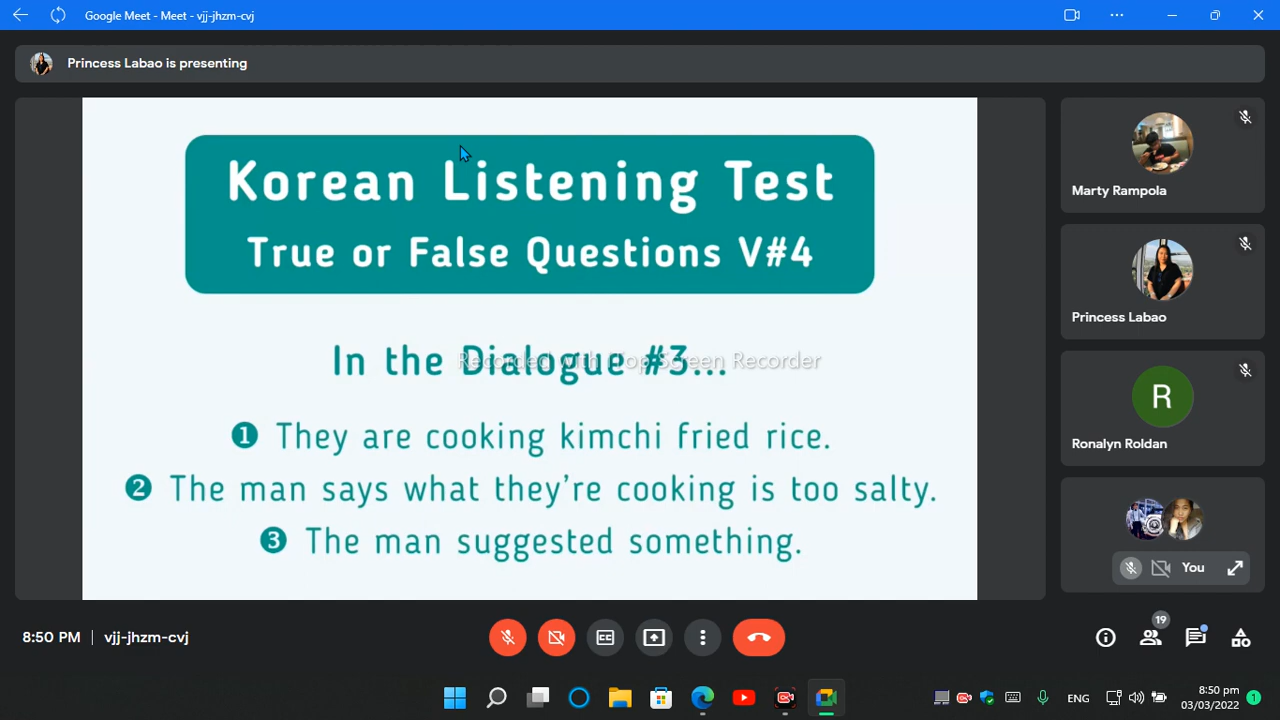 Google Meet - Meet - vjj-jhzm-cvj
Princess Labao is presenting
Korean Listening Test
True or False Questions V#4
In the Dialogue #3...
Recorded with iTop Screen Recorder
❶ They are cooking kimchi fried rice.
❷ The man says what they're cooking is too salty.
❸ The man suggested something.
Marty Rampola
Princess Labao
R
Ronalyn Roldan
You
8:50 PM
vjj-jhzm-cvj
19
ENG
8:50 pm
03/03/2022
1